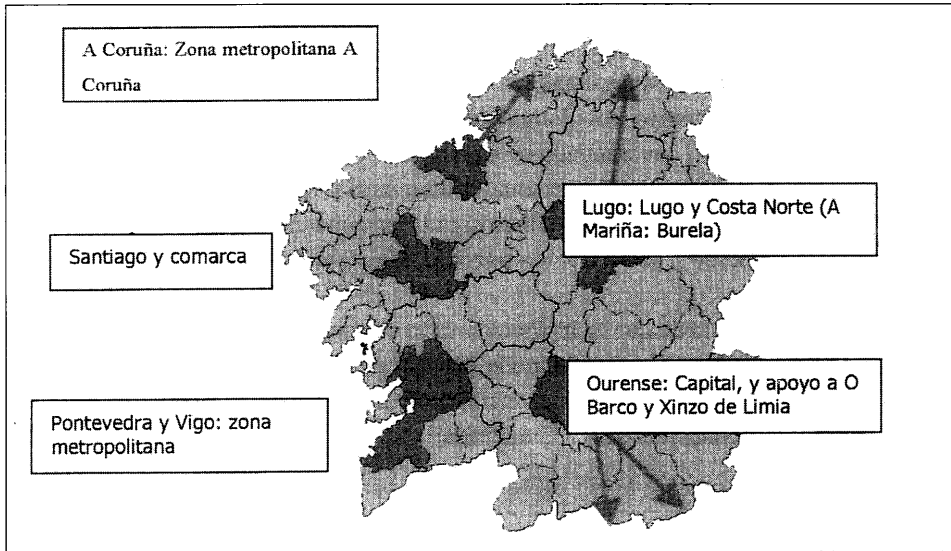 A Coruña: Zona metropolitana A
Coruña
Lugo: Lugo y Costa Norte (A
Mariña: Burela)
Santiago y comarca
Ourense: Capital, y apoyo a O
Barco y Xinzo de Limia
Pontevedra y Vigo: zona
metropolitana